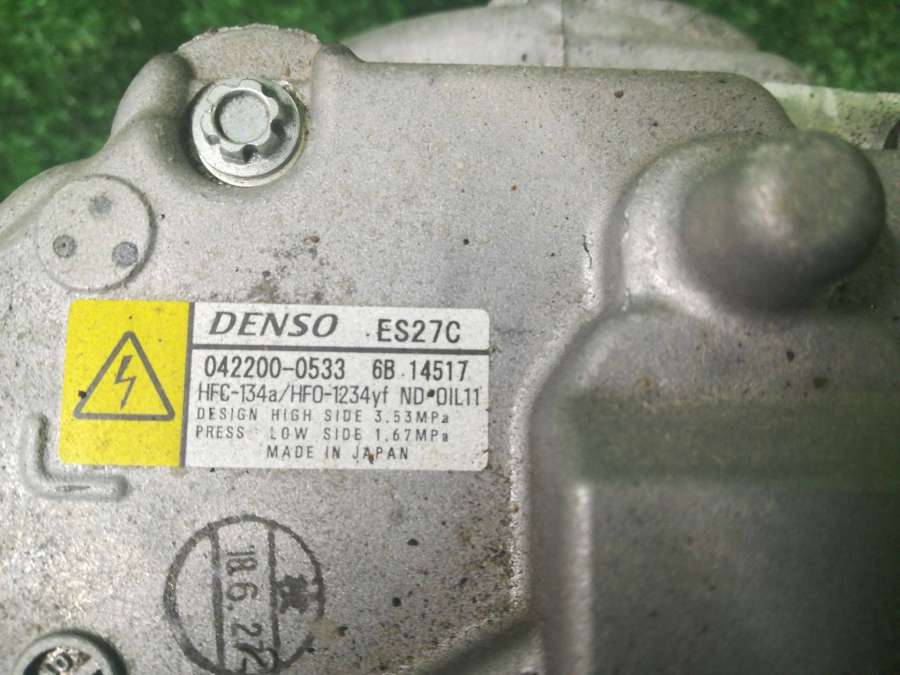 DENSO ES27C
042200-0533 6B 14517
HFC-134a/HFO-1234yf ND-OIL11
DESIGN HIGH SIDE 3.53MPa
PRESS LOW SIDE 1.67MPa
MADE IN JAPAN
18.6.27